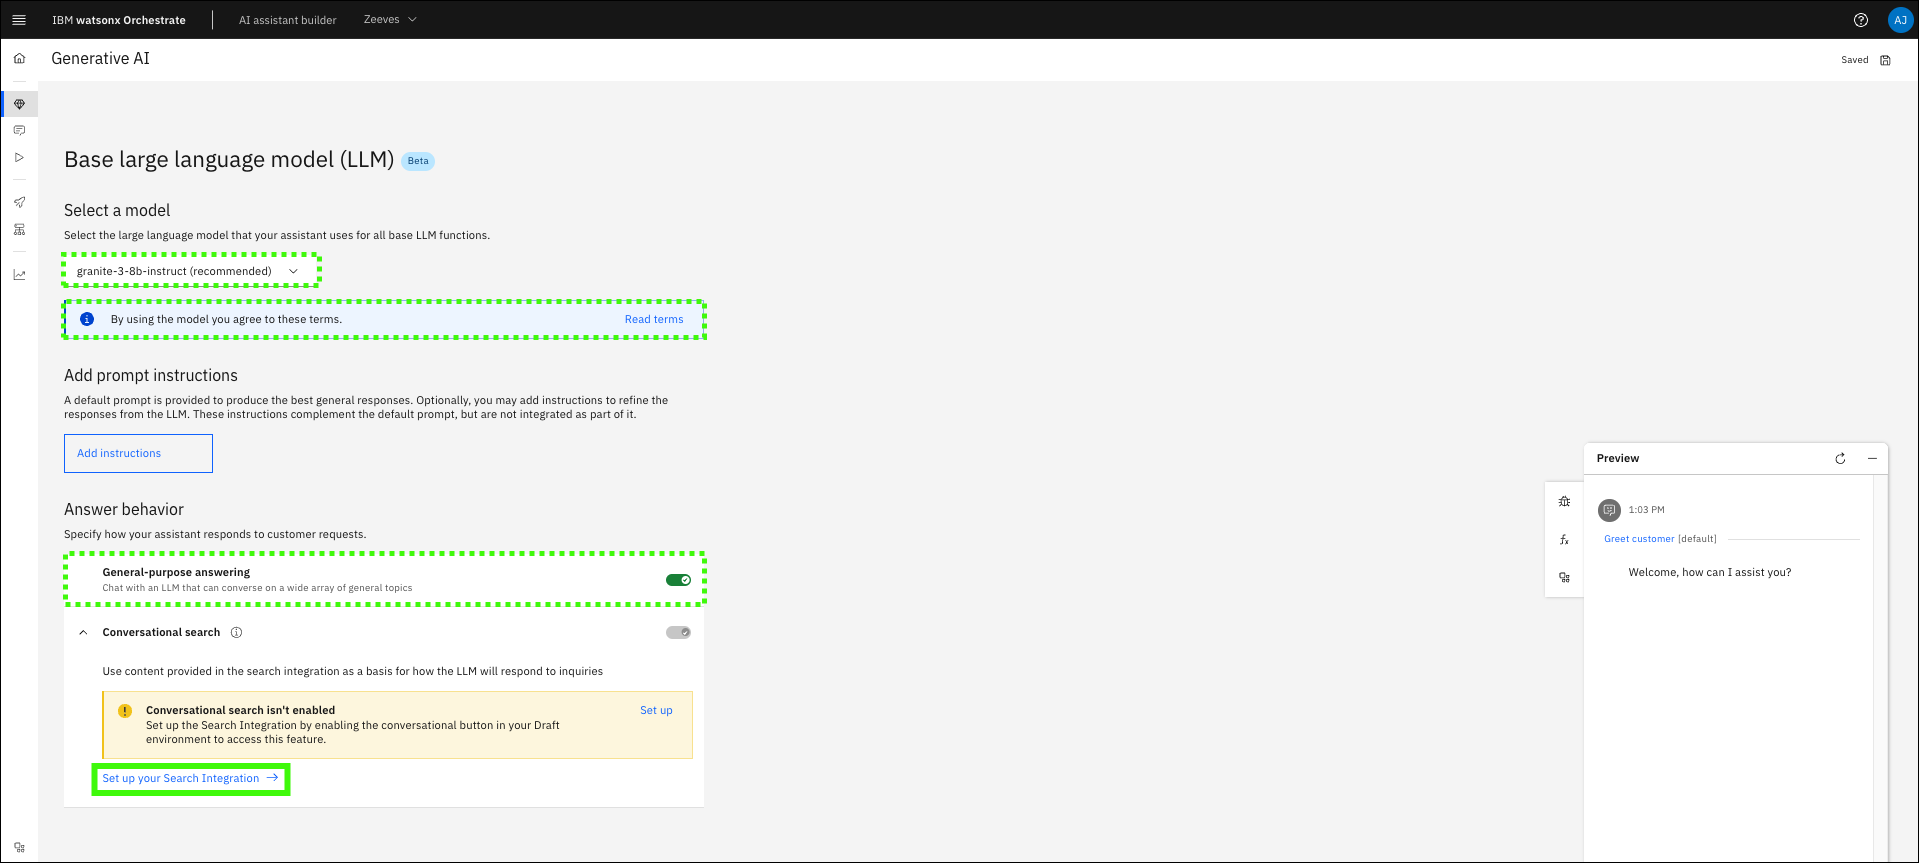 IBM watsonx Orchestrate
AI assistant builder
Zeeves
AJ
Generative AI
Saved
Base large language model (LLM)
Beta
Select a model
Select the large language model that your assistant uses for all base LLM functions.
granite-3-8b-instruct (recommended)
By using the model you agree to these terms.
Read terms
Add prompt instructions
A default prompt is provided to produce the best general responses. Optionally, you may add instructions to refine the
responses from the LLM. These instructions complement the default prompt, but are not integrated as part of it.
Add instructions
Answer behavior
Specify how your assistant responds to customer requests.
General-purpose answering
Chat with an LLM that can converse on a wide array of general topics
Conversational search
Use content provided in the search integration as a basis for how the LLM will respond to inquiries
Conversational search isn't enabled
Set up
Set up the Search Integration by enabling the conversational button in your Draft
environment to access this feature.
Set up your Search Integration
Preview
1:03 PM
Greet customer [default]
Welcome, how can I assist you?